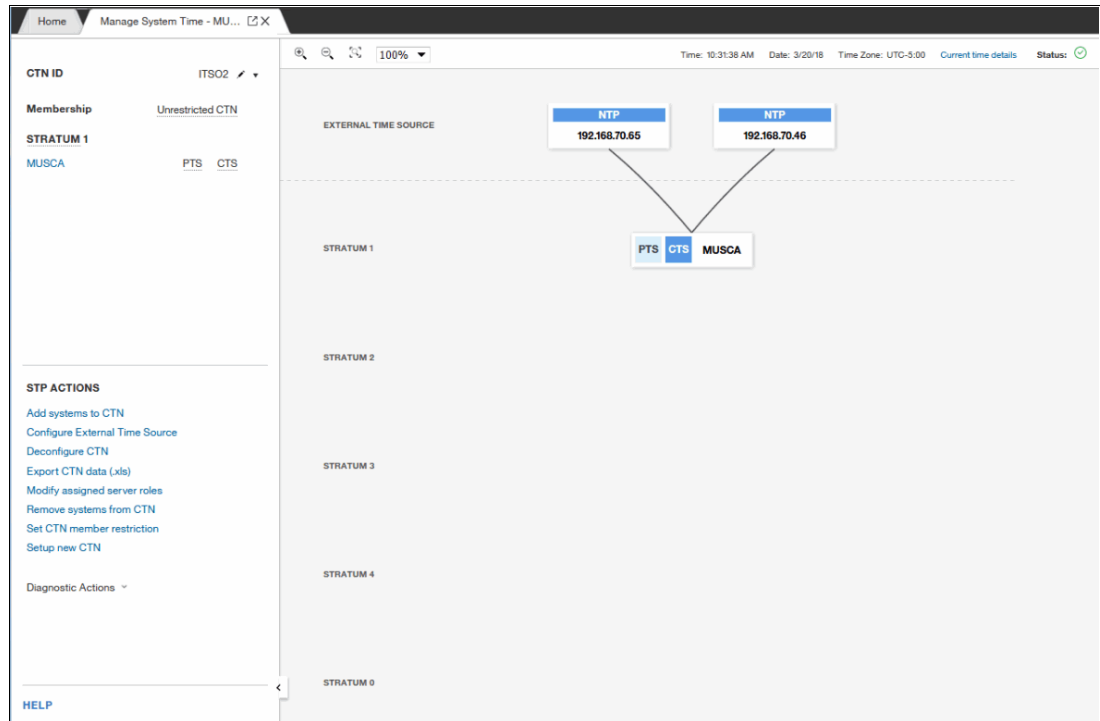 Home
Manage System Time - MU...
100%
Time: 10:31:38 AM Date: 3/20/18 Time Zone: UTC-5:00 Current time details Status:
CTN ID ITSO2
Membership Unrestricted CTN
STRATUM 1
MUSCA PTS CTS
STP ACTIONS
Add systems to CTN
Configure External Time Source
Deconfigure CTN
Export CTN data (.xls)
Modify assigned server roles
Remove systems from CTN
Set CTN member restriction
Setup new CTN
Diagnostic Actions
HELP
EXTERNAL TIME SOURCE
NTP
192.168.70.65
NTP
192.168.70.46
STRATUM 1
PTS CTS MUSCA
STRATUM 2
STRATUM 3
STRATUM 4
STRATUM 0